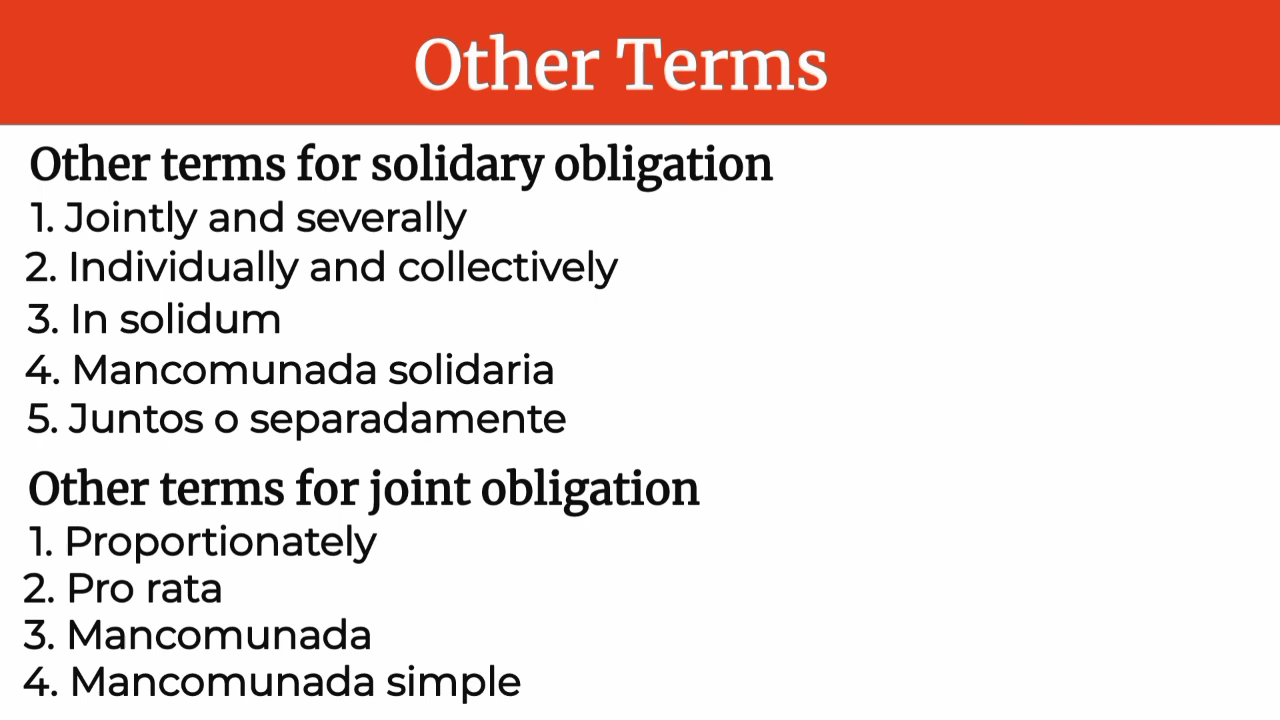 Other Terms
Other terms for solidary obligation
1. Jointly and severally
2. Individually and collectively
3. In solidum
4. Mancomunada solidaria
5. Juntos o separadamente
Other terms for joint obligation
1. Proportionately
2. Pro rata
3. Mancomunada
4. Mancomunada simple